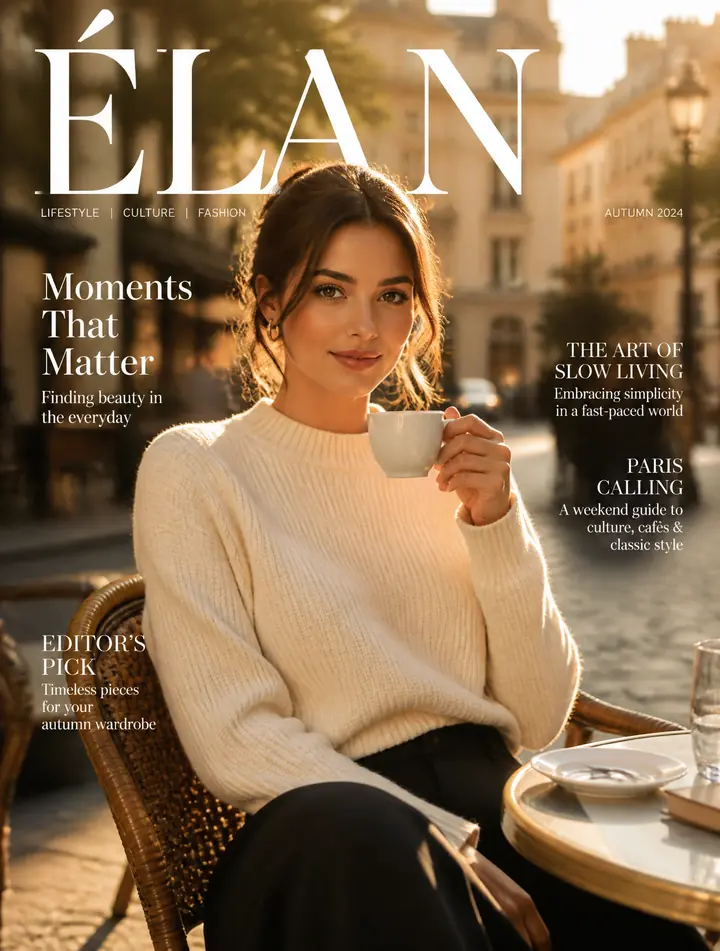 ÉLAN
LIFESTYLE | CULTURE | FASHION
AUTUMN 2024
Moments
That
Matter
Finding beauty in
the everyday
THE ART OF
SLOW LIVING
Embracing simplicity
in a fast-paced world
PARIS
CALLING
A weekend guide to
culture, cafés &
classic style
EDITOR'S
PICK
Timeless pieces
for your
autumn wardrobe